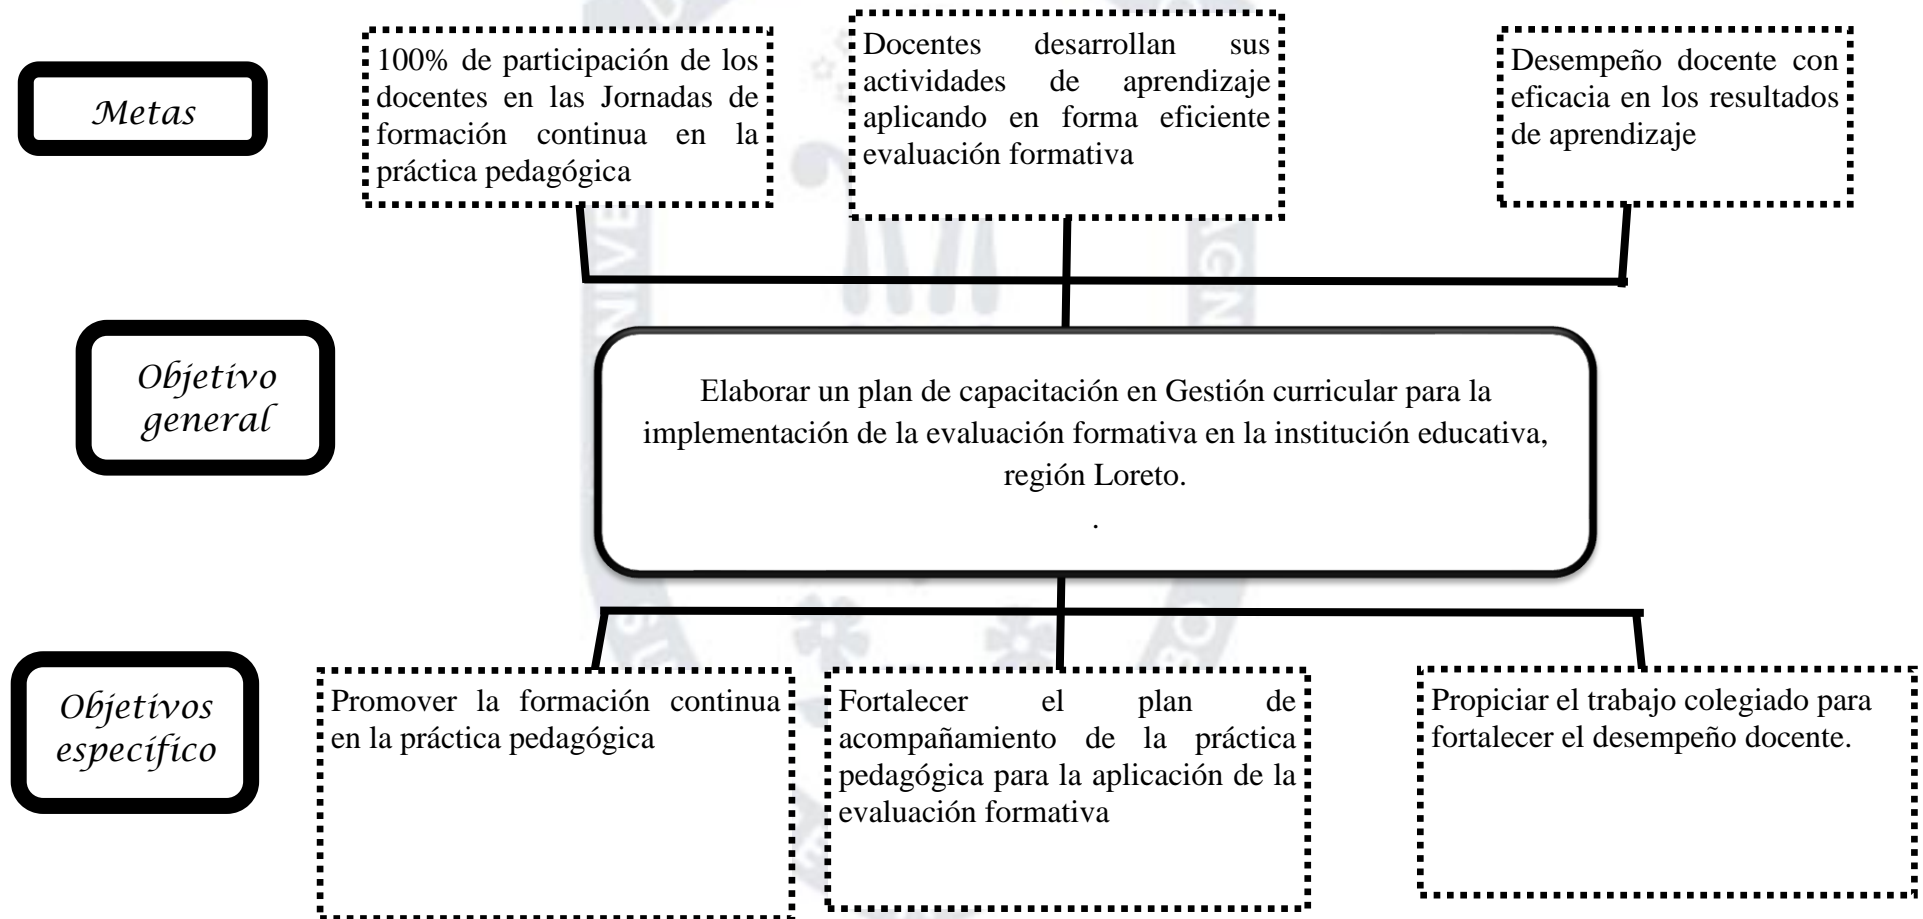 Metas
100% de participación de los
docentes en las Jornadas de
formación continua en la
práctica pedagógica
Docentes desarrollan sus
actividades de aprendizaje
aplicando en forma eficiente
evaluación formativa
Desempeño docente con
eficacia en los resultados
de aprendizaje
Objetivo
general
Elaborar un plan de capacitación en Gestión curricular para la
implementación de la evaluación formativa en la institución educativa,
región Loreto.
.
Objetivos
específico
Promover la formación continua
en la práctica pedagógica
Fortalecer el plan de
acompañamiento de la práctica
pedagógica para la aplicación de la
evaluación formativa
Propiciar el trabajo colegiado para
fortalecer el desempeño docente.